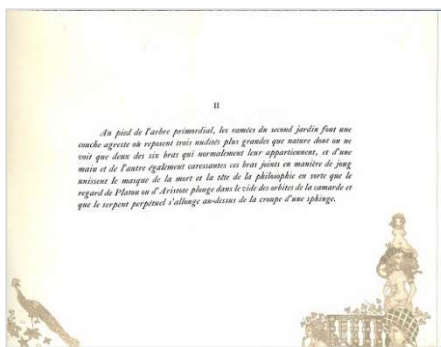 II
Au pied de l'arbre primordial, les ramées du second jardin font une
couche agreste où reposent trois nudités plus grandes que nature dont on ne
voit que deux des six bras qui normalement leur appartiennent, et d'une
main et de l'autre également caressantes ces bras joints en manière de joug
unissent le masque de la mort et la tête de la philosophie en sorte que le
regard de Platon ou d'Aristote plonge dans le vide des orbites de la camarde et
que le serpent perpétuel s'allonge au-dessus de la croupe d'une sphinge.